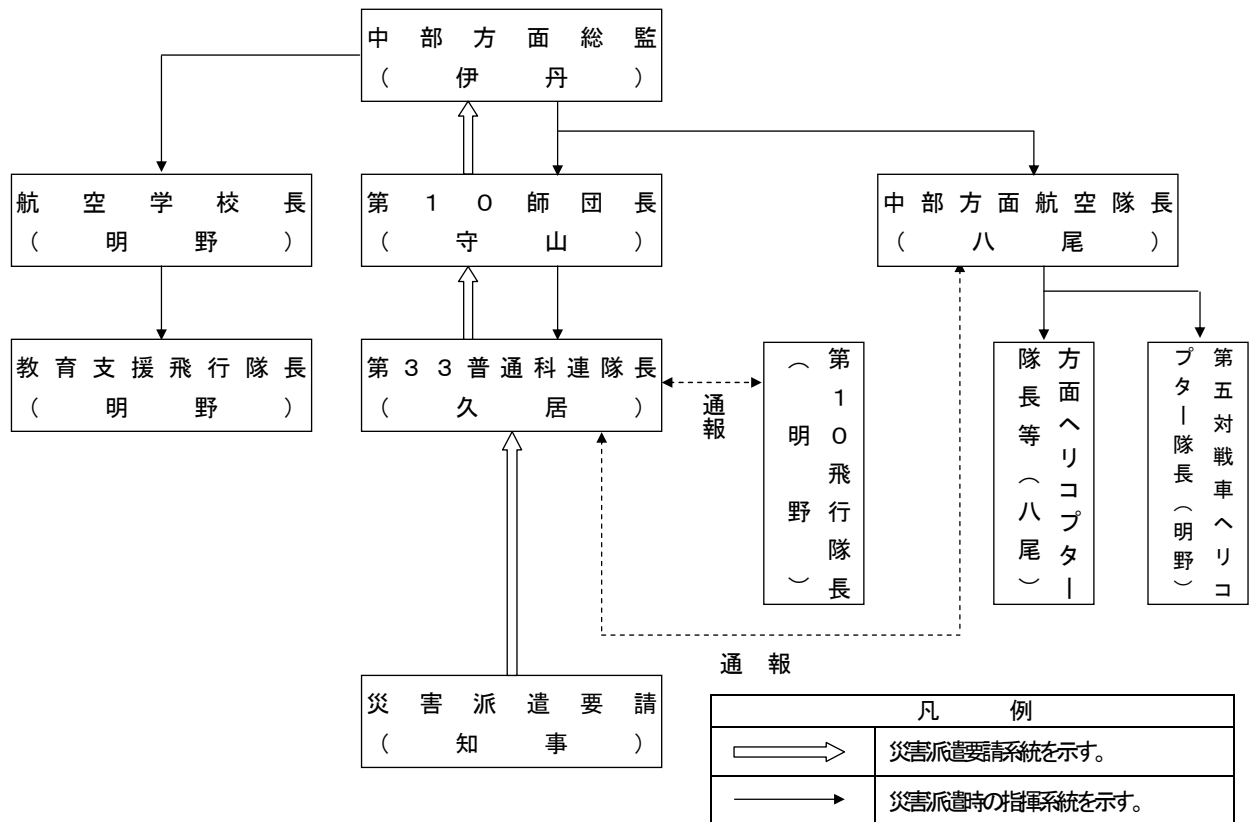 中部方面総監
（伊丹）
航空学校長
（明野）
第１０師団長
（守山）
中部方面航空隊長
（八尾）
教育支援飛行隊長
（明野）
第３３普通科連隊長
（久居）
通報
第１０飛行隊長
（明野）
方面ヘリコプター
隊長等（八尾）
第五対戦車ヘリコ
プター隊長（明野）
通報
災害派遣要請
（知事）
凡例
災害派遣要請系統を示す。
災害派遣時の指揮系統を示す。